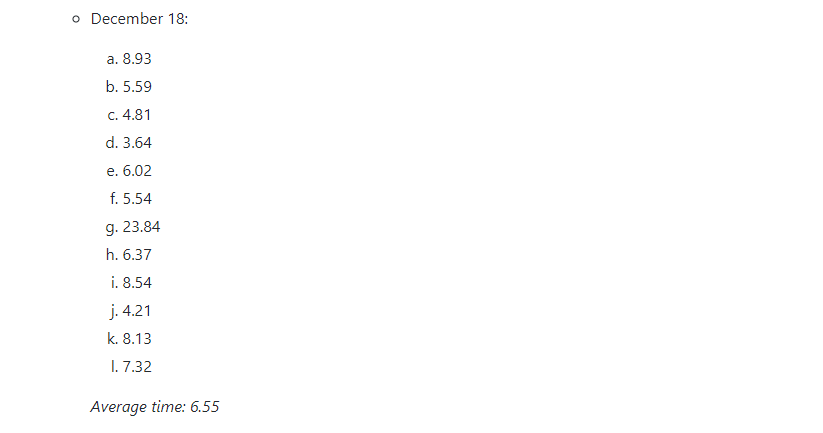 December 18:
a. 8.93
b. 5.59
c. 4.81
d. 3.64
e. 6.02
f. 5.54
g. 23.84
h. 6.37
i. 8.54
j. 4.21
k. 8.13
l. 7.32
Average time: 6.55